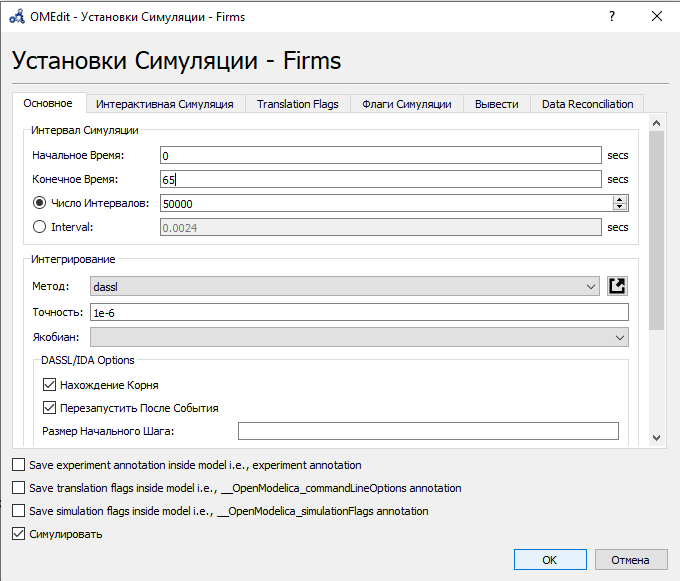 OMEdit - Установки Симуляции - Firms
Установки Симуляции - Firms
Основное Интерактивная Симуляция Translation Flags Флаги Симуляции Вывести Data Reconciliation
Интервал Симуляции
Начальное Время: 0 secs
Конечное Время: 65 secs
Число Интервалов: 50000
Interval: 0.0024 secs
Интегрирование
Метод: dassl
Точность: 1e-6
Якобиан:
DASSL/IDA Options
Нахождение Корня
Перезапустить После События
Размер Начального Шага:
Save experiment annotation inside model i.e., experiment annotation
Save translation flags inside model i.e., __OpenModelica_commandLineOptions annotation
Save simulation flags inside model i.e., __OpenModelica_simulationFlags annotation
Симулировать
OK Отмена